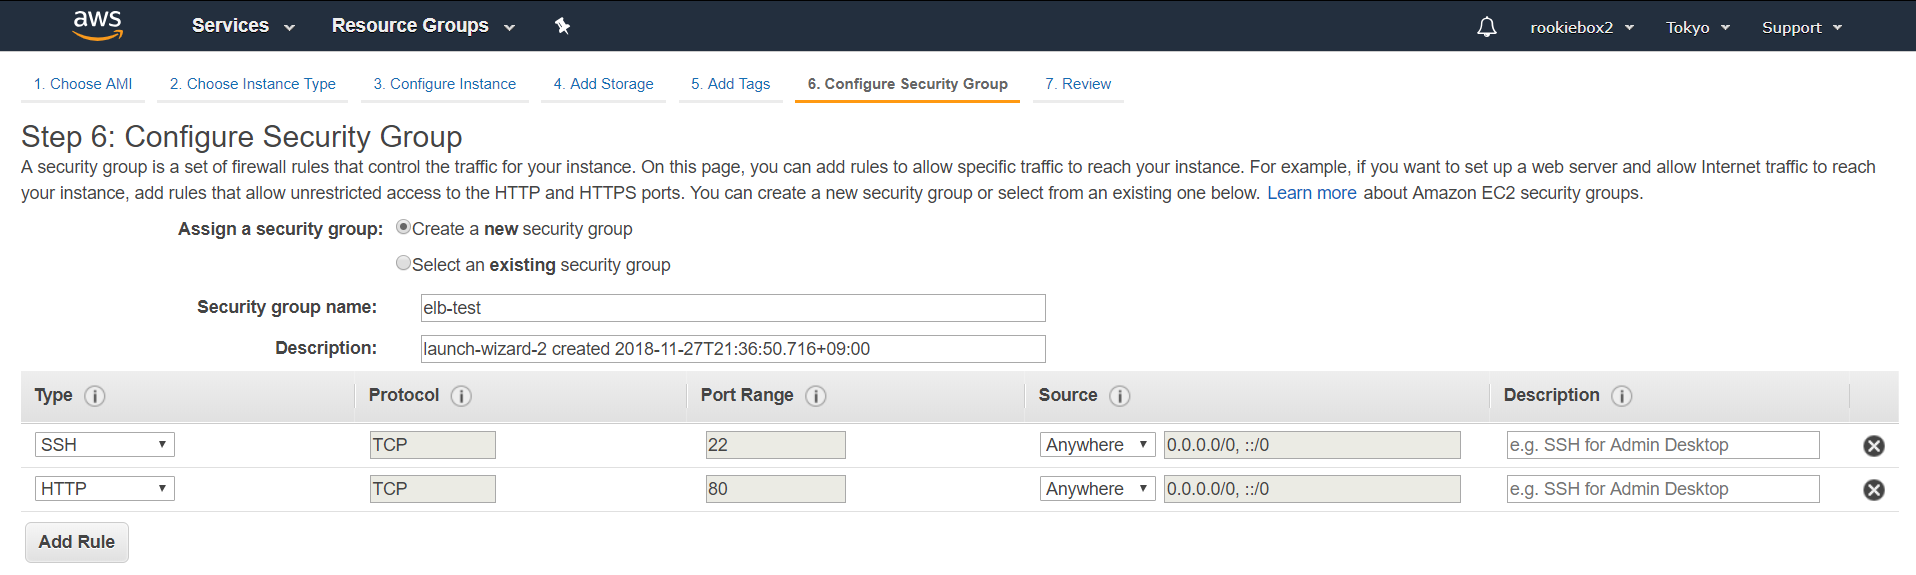 aws Services Resource Groups rookiebox2 Tokyo Support
1. Choose AMI 2. Choose Instance Type 3. Configure Instance 4. Add Storage 5. Add Tags 6. Configure Security Group 7. Review
Step 6: Configure Security Group
A security group is a set of firewall rules that control the traffic for your instance. On this page, you can add rules to allow specific traffic to reach your instance. For example, if you want to set up a web server and allow Internet traffic to reach
your instance, add rules that allow unrestricted access to the HTTP and HTTPS ports. You can create a new security group or select from an existing one below. Learn more about Amazon EC2 security groups.
Assign a security group: Create a new security group
Select an existing security group
Security group name: elb-test
Description: launch-wizard-2 created 2018-11-27T21:36:50.716+09:00
Type i Protocol i Port Range i Source i Description i
SSH TCP 22 Anywhere 0.0.0.0/0, ::/0 e.g. SSH for Admin Desktop
HTTP TCP 80 Anywhere 0.0.0.0/0, ::/0 e.g. SSH for Admin Desktop
Add Rule